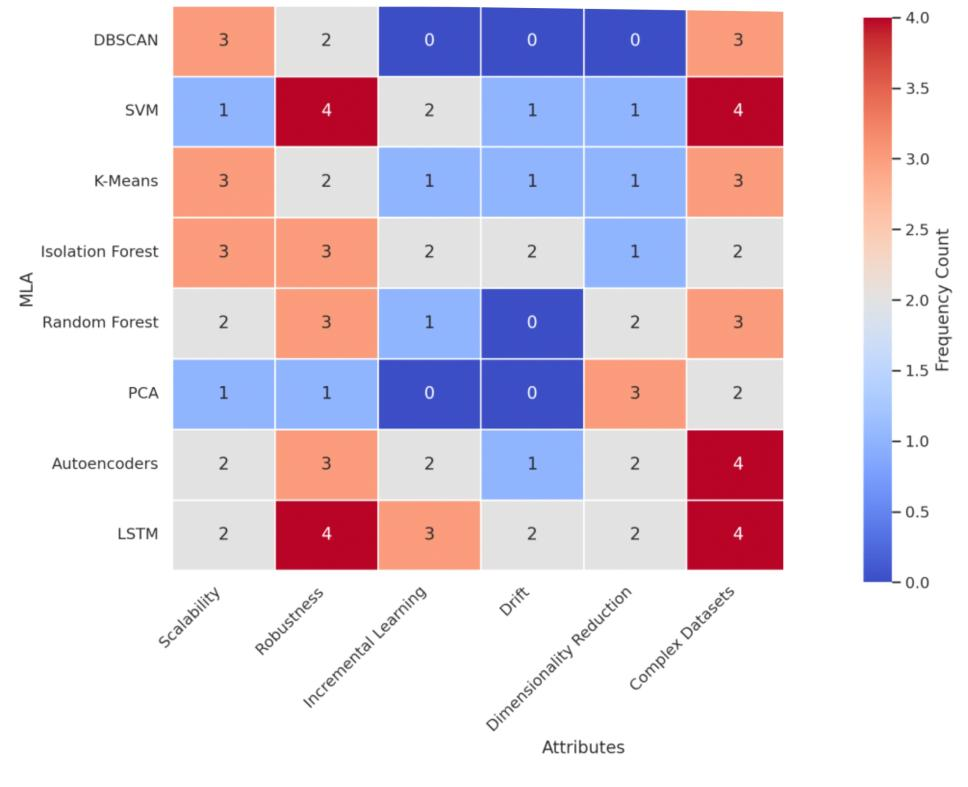 DBSCAN 3 2 0 0 0 3
SVM 1 4 2 1 1 4
K-Means 3 2 1 1 1 3
Isolation Forest 3 3 2 2 1 2
Random Forest 2 3 1 0 2 3
PCA 1 1 0 0 3 2
Autoencoders 2 3 2 1 2 4
LSTM 2 4 3 2 2 4
MLA
Scalability
Robustness
Incremental Learning
Drift
Dimensionality Reduction
Complex Datasets
Attributes
4.0
3.5
3.0
2.5
2.0
1.5
1.0
0.5
0.0
Frequency Count